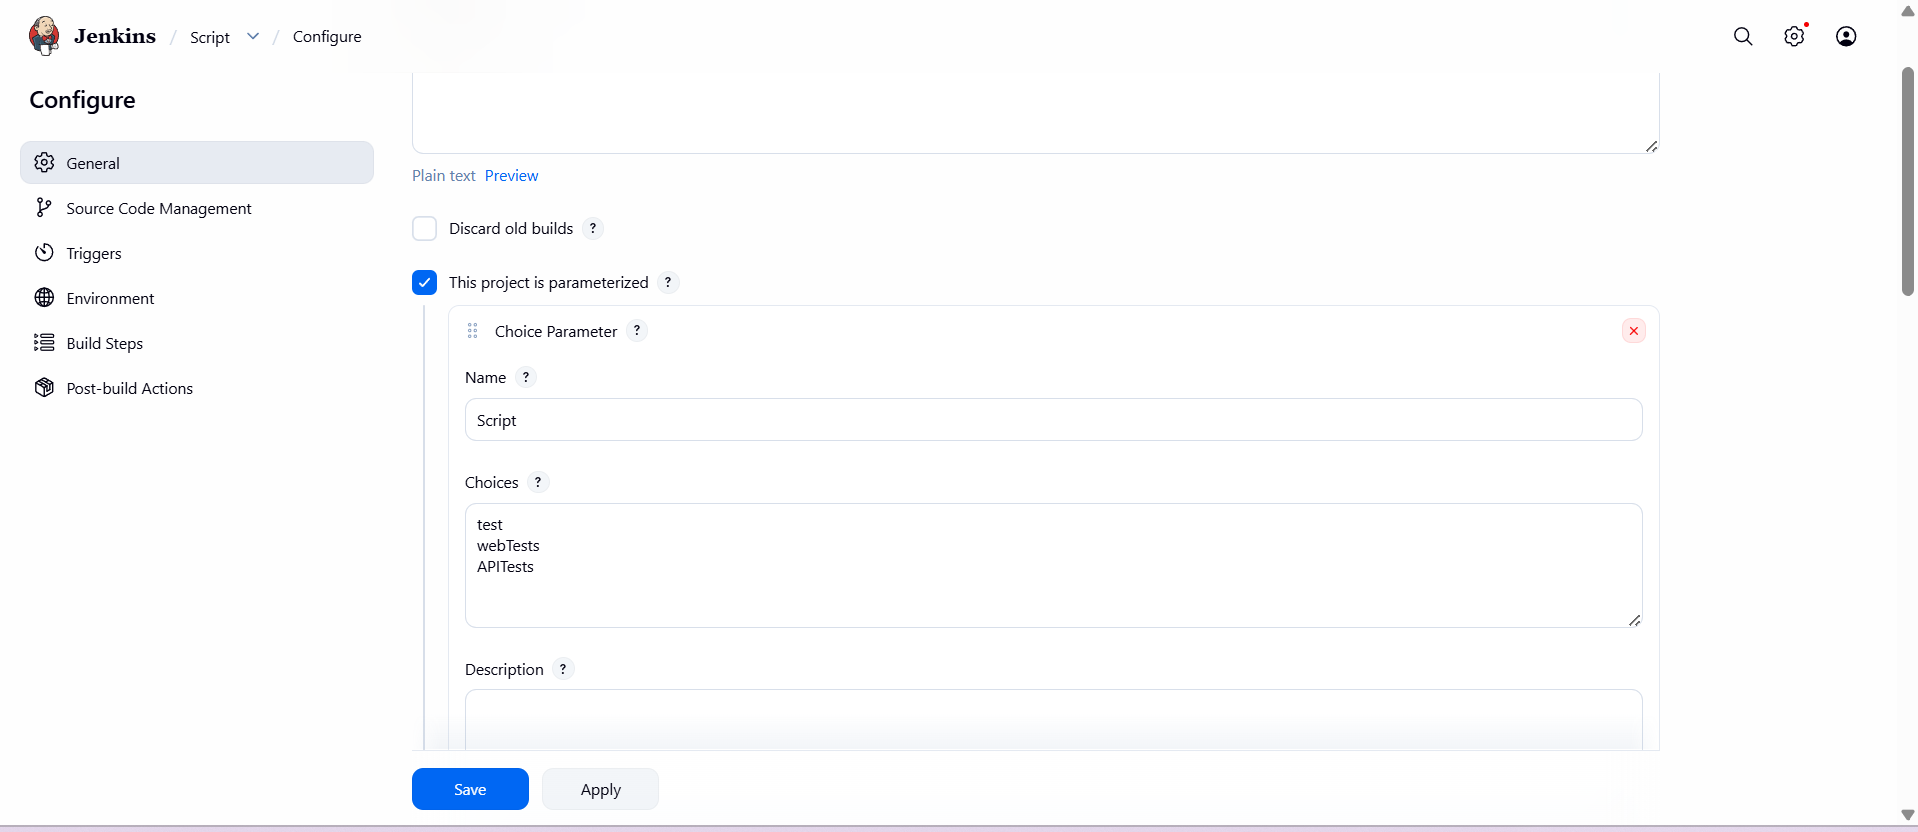 Jenkins / Script / Configure
Configure
General
Source Code Management
Triggers
Environment
Build Steps
Post-build Actions
Plain text Preview
Discard old builds ?
This project is parameterized ?
Choice Parameter ?
Name ?
Script
Choices ?
test
webTests
APITests
Description ?
Save Apply